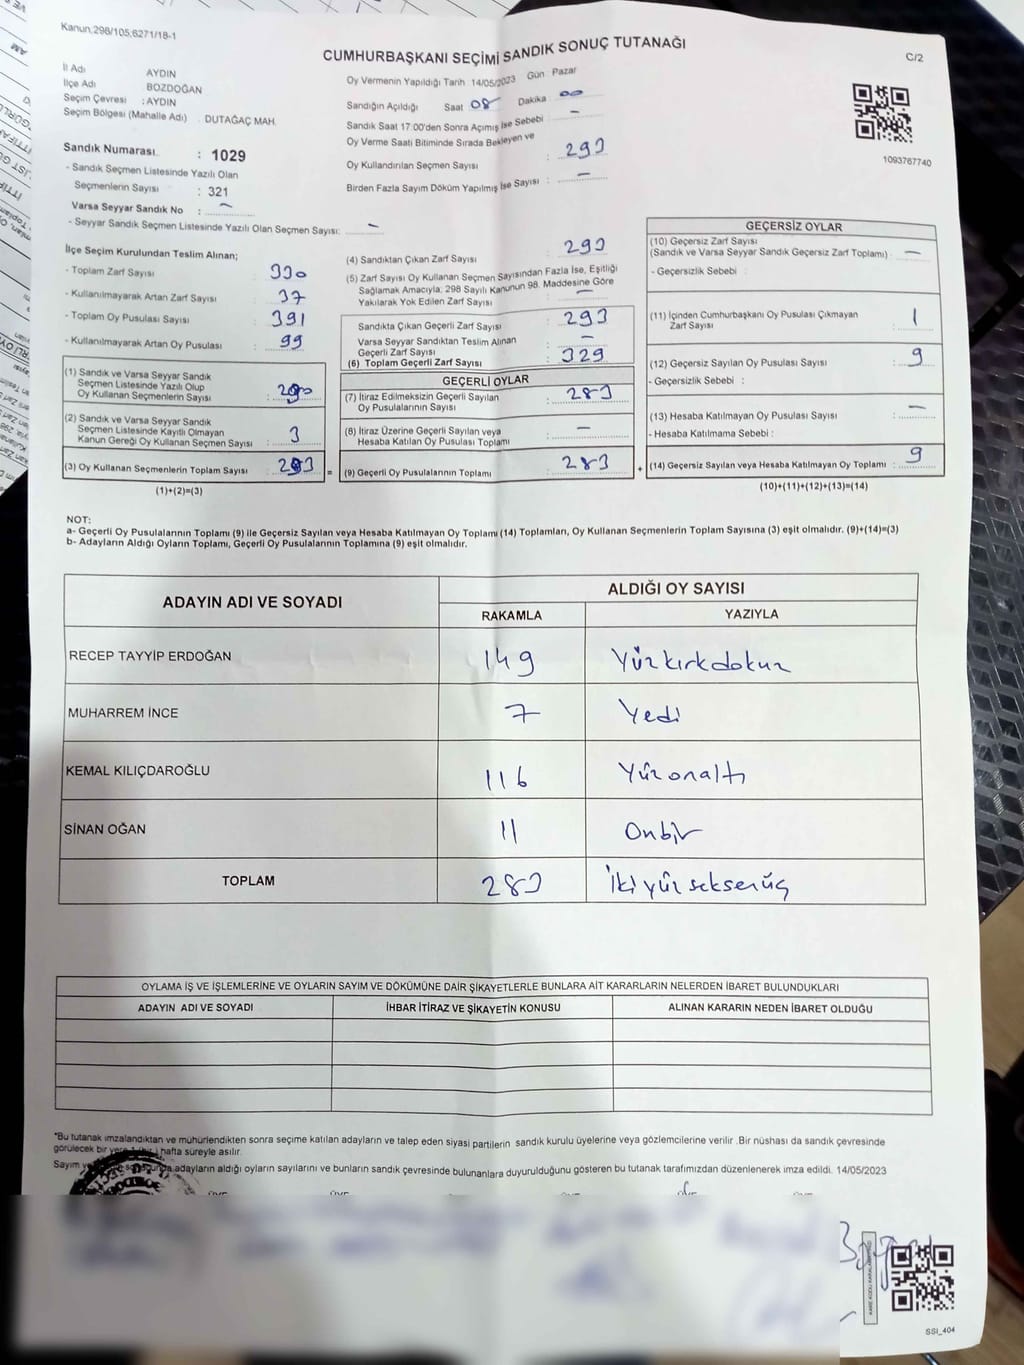 Kanun,298/105,6271/18-1
CUMHURBAŞKANI SEÇİMİ SANDIK SONUÇ TUTANAĞI
C/2
İl Adı AYDIN
İlçe Adı BOZDOĞAN
Seçim Çevresi : AYDIN
Seçim Bölgesi (Mahalle Adı) . DUTAĞAÇ MAH.
Sandık Numarası : 1029
- Sandık Seçmen Listesinde Yazılı Olan
Seçmenlerin Sayısı : 321
Varsa Seyyar Sandık No : -
- Seyyar Sandık Seçmen Listesinde Yazılı Olan Seçmen Sayısı: -
Oy Vermenin Yapıldığı Tarih 14/05/2023 Gün Pazar
Sandığın Açıldığı Saat 08 Dakika 00
Sandık Saat 17:00'den Sonra Açımış İse Sebebi -
Oy Verme Saati Bitiminde Sırada Bekleyen ve
Oy Kullandırılan Seçmen Sayısı : 293
Birden Fazla Sayım Döküm Yapılmış İse Sayısı : -
1093767740
İlçe Seçim Kurulundan Teslim Alınan;
- Toplam Zarf Sayısı : 330
- Kullanılmayarak Artan Zarf Sayısı : 37
- Toplam Oy Pusulası Sayısı : 391
- Kullanılmayarak Artan Oy Pusulası : 99
(1) Sandık ve Varsa Seyyar Sandık
Seçmen Listesinde Yazılı Olup
Oy Kullanan Seçmenlerin Sayısı : 290
(2) Sandık ve Varsa Seyyar Sandık
Seçmen Listesinde Kayıtlı Olmayan
Kanun Gereği Oy Kullanan Seçmen Sayısı : 3
(3) Oy Kullanan Seçmenlerin Toplam Sayısı : 293 =
(1)+(2)=(3)
(4) Sandıktan Çıkan Zarf Sayısı : 293
(5) Zarf Sayısı Oy Kullanan Seçmen Sayısından Fazla İse, Eşitliği
Sağlamak Amacıyla, 298 Sayılı Kanunun 98. Maddesine Göre
Yakılarak Yok Edilen Zarf Sayısı : -
Sandıkta Çıkan Geçerli Zarf Sayısı : 293
Varsa Seyyar Sandıktan Teslim Alınan
Geçerli Zarf Sayısı : -
(6) Toplam Geçerli Zarf Sayısı : 329
GEÇERLİ OYLAR
(7) İtiraz Edilmeksizin Geçerli Sayılan
Oy Pusulalarının Sayısı : 283
(8) İtiraz Üzerine Geçerli Sayılan veya
Hesaba Katılan Oy Pusulası Toplamı : -
(9) Geçerli Oy Pusulalarının Toplamı : 283 +
GEÇERSİZ OYLAR
(10) Geçersiz Zarf Sayısı
(Sandık ve Varsa Seyyar Sandık Geçersiz Zarf Toplamı) : -
- Geçersizlik Sebebi :
(11) İçinden Cumhurbaşkanı Oy Pusulası Çıkmayan
Zarf Sayısı : 1
(12) Geçersiz Sayılan Oy Pusulası Sayısı : 9
- Geçersizlik Sebebi :
(13) Hesaba Katılmayan Oy Pusulası Sayısı : -
- Hesaba Katılmama Sebebi :
(14) Geçersiz Sayılan veya Hesaba Katılmayan Oy Toplamı : 9
(10)+(11)+(12)+(13)=(14)
NOT:
a- Geçerli Oy Pusulalarının Toplamı (9) ile Geçersiz Sayılan veya Hesaba Katılmayan Oy Toplamı (14) Toplamları, Oy Kullanan Seçmenlerin Toplam Sayısına (3) eşit olmalıdır. (9)+(14)=(3)
b- Adayların Aldığı Oyların Toplamı, Geçerli Oy Pusulalarının Toplamına (9) eşit olmalıdır.
ADAYIN ADI VE SOYADI ALDIĞI OY SAYISI
RAKAMLA YAZIYLA
RECEP TAYYİP ERDOĞAN 149 Yüzkırkdokuz
MUHARREM İNCE 7 Yedi
KEMAL KILIÇDAROĞLU 116 Yüzonaltı
SİNAN OĞAN 11 Onbir
TOPLAM 283 İkiyüz seksenüç
OYLAMA İŞ VE İŞLEMLERİNE VE OYLARIN SAYIM VE DÖKÜMÜNE DAİR ŞİKAYETLERLE BUNLARA AİT KARARLARIN NELERDEN İBARET BULUNDUKLARI
ADAYIN ADI VE SOYADI İHBAR İTİRAZ VE ŞİKAYETİN KONUSU ALINAN KARARIN NEDEN İBARET OLDUĞU
"Bu tutanak imzalandıktan ve mühürlendikten sonra seçime katılan adayların ve talep eden siyasi partilerin sandık kurulu üyelerine veya gözlemcilerine verilir .Bir nüshası da sandık çevresinde
görülecek bir hafta süreyle asılır.
Sayım adayların aldığı oyların sayılarını ve bunların sandık çevresinde bulunanlara duyurulduğunu gösteren bu tutanak tarafımızdan düzenlenerek imza edildi. 14/05/2023
SSI_404